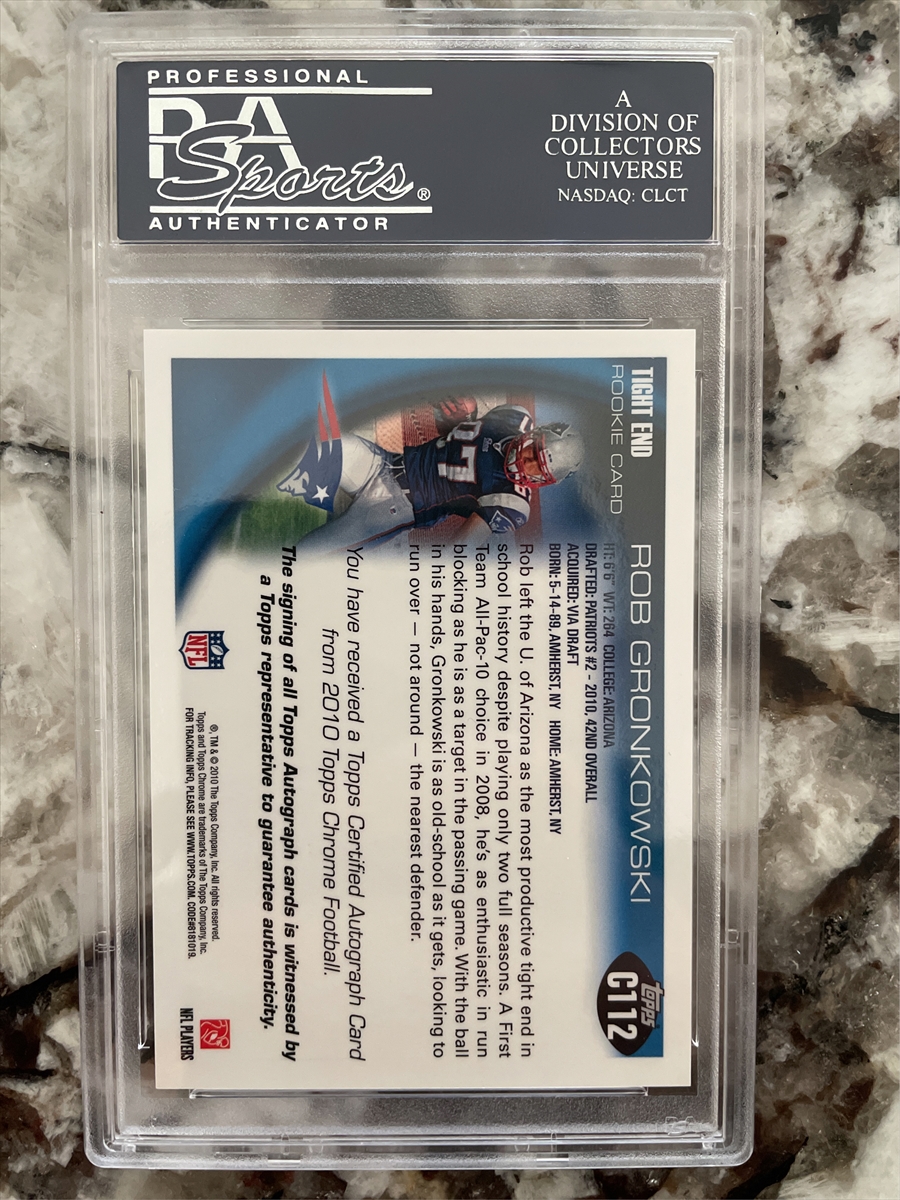 PROFESSIONAL
PSA
Sports®
AUTHENTICATOR
A
DIVISION OF
COLLECTORS
UNIVERSE
NASDAQ: CLCT
TIGHT END
ROOKIE CARD
ROB GRONKOWSKI
topps
C112
HT: 6'6" WT: 264 COLLEGE: ARIZONA
DRAFTED: PATRIOTS #2 - 2010, 42ND OVERALL
ACQUIRED: VIA DRAFT
BORN: 5-14-89, AMHERST, NY HOME: AMHERST, NY
Rob left the U. of Arizona as the most productive tight end in
school history despite playing only two full seasons. A First
Team All-Pac-10 choice in 2008, he's as enthusiastic in run
blocking as he is as a target in the passing game. With the ball
in his hands, Gronkowski is as old-school as it gets, looking to
run over — not around — the nearest defender.
You have received a Topps Certified Autograph Card
from 2010 Topps Chrome Football.
The signing of all Topps Autograph cards is witnessed by
a Topps representative to guarantee authenticity.
87
NFL
®, TM & © 2010 The Topps Company, Inc. All rights reserved.
Topps and Topps Chrome are trademarks of The Topps Company, Inc.
FOR TRACKING INFO, PLEASE SEE WWW.TOPPS.COM. CODE#8181019.
NFL PLAYERS